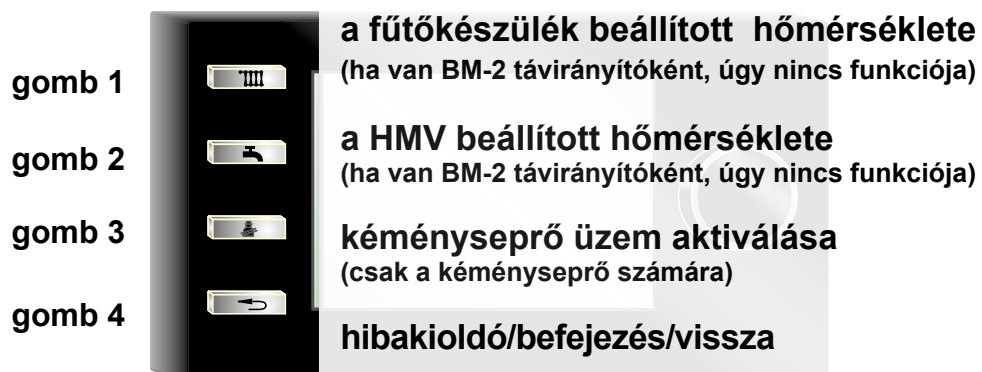 a fűtőkészülék beállított hőmérséklete
gomb 1 (ha van BM-2 távirányítóként, úgy nincs funkciója)
a HMV beállított hőmérséklete
gomb 2 (ha van BM-2 távirányítóként, úgy nincs funkciója)
gomb 3 kéményseprő üzem aktiválása
(csak a kéményseprő számára)
gomb 4
hibakioldó/befejezés/vissza